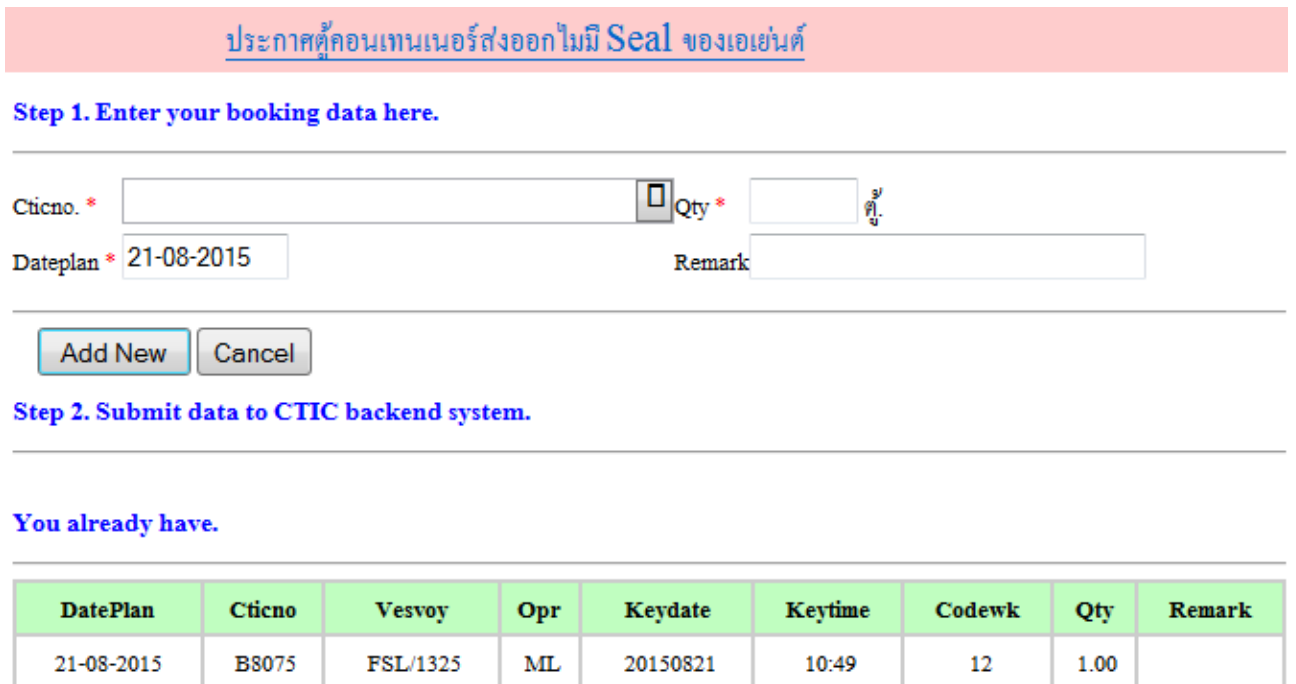 ประกาศตู้คอนเทนเนอร์ส่งออกไม่มี Seal ของเอเย่นต์
Step 1. Enter your booking data here.
Cticno. * Qty * ตู้.
Dateplan * 21-08-2015 Remark
Add New Cancel
Step 2. Submit data to CTIC backend system.
You already have.
DatePlan Cticno Vesvoy Opr Keydate Keytime Codewk Qty Remark
21-08-2015 B8075 FSL/1325 ML 20150821 10:49 12 1.00